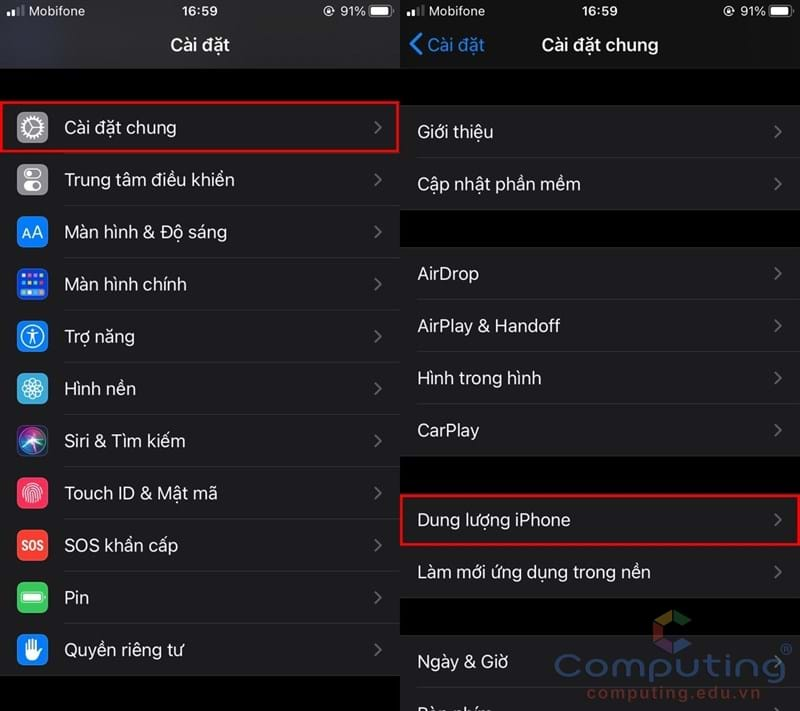 Mobifone 16:59 91%
Cài đặt
Cài đặt chung
Trung tâm điều khiển
AA Màn hình & Độ sáng
Màn hình chính
Trợ năng
Hình nền
Siri & Tìm kiếm
Touch ID & Mật mã
SOS SOS khẩn cấp
Pin
Quyền riêng tư
Mobifone 16:59 91%
Cài đặt Cài đặt chung
Giới thiệu
Cập nhật phần mềm
AirDrop
AirPlay & Handoff
Hình trong hình
CarPlay
Dung lượng iPhone
Làm mới ứng dụng trong nền
Ngày & Giờ
Computing®
computing.edu.vn